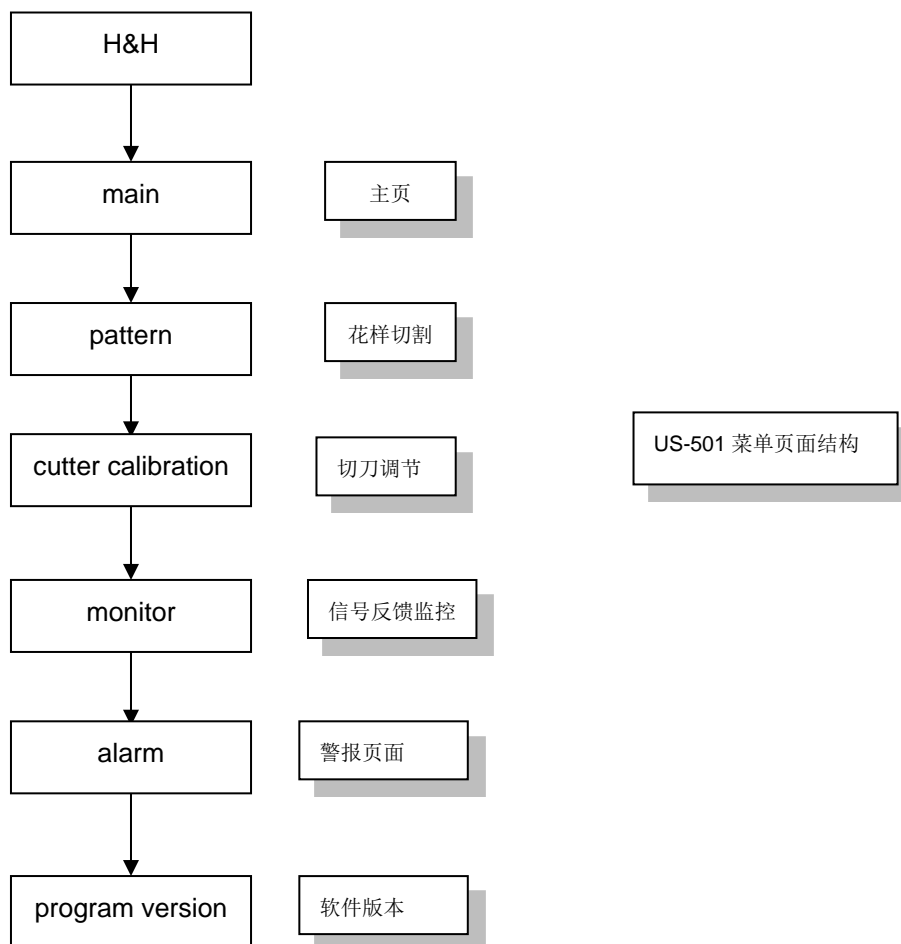 H&H
main
主页
pattern
花样切割
cutter calibration
切刀调节
US-501 菜单页面结构
monitor
信号反馈监控
alarm
警报页面
program version
软件版本